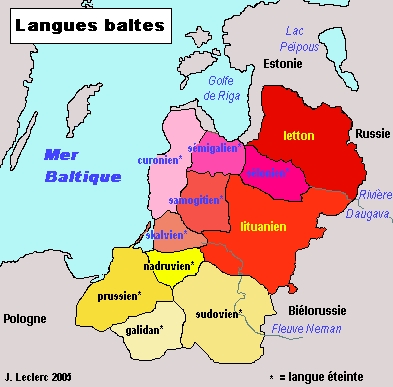 Langues baltes
Lac
Peïpous
Estonie
Golfe
de Riga
letton
Russie
Mer
Baltique
curonien*
sémigalien*
sélonien*
samogitien*
Rivière
Daugava
lituanien
skalvien*
nadruvien*
prussien*
sudovien*
galidan*
Biélorussie
Fleuve Neman
Pologne
J. Leclerc 2005
* = langue éteinte